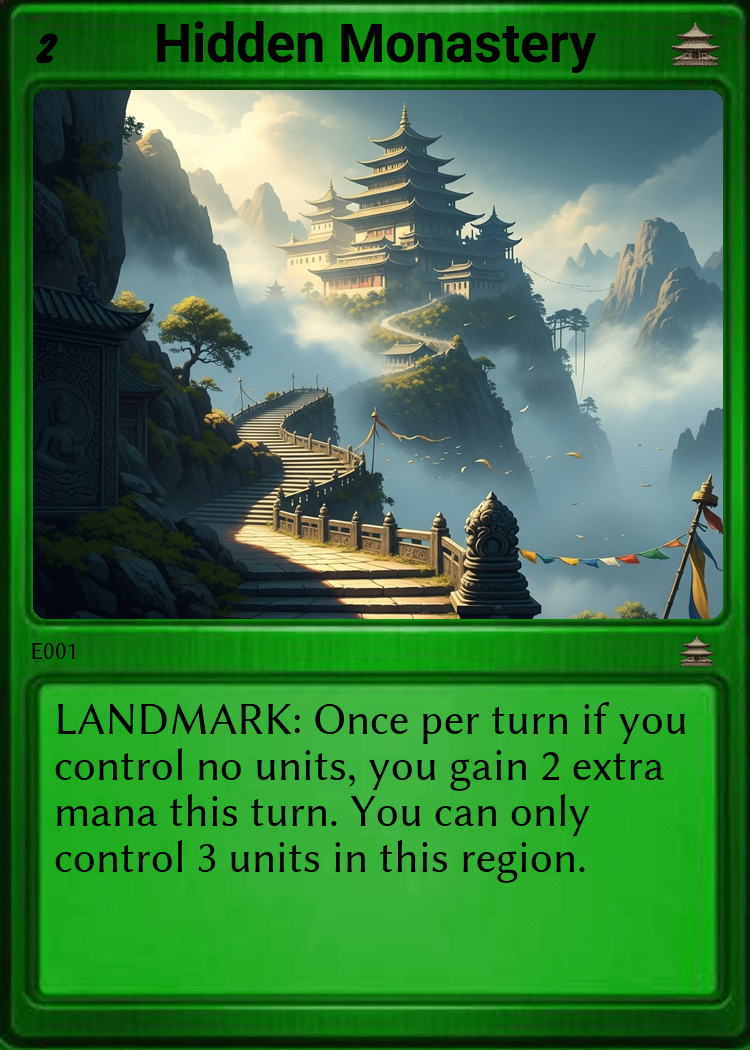 2 Hidden Monastery
E001
LANDMARK: Once per turn if you
control no units, you gain 2 extra
mana this turn. You can only
control 3 units in this region.